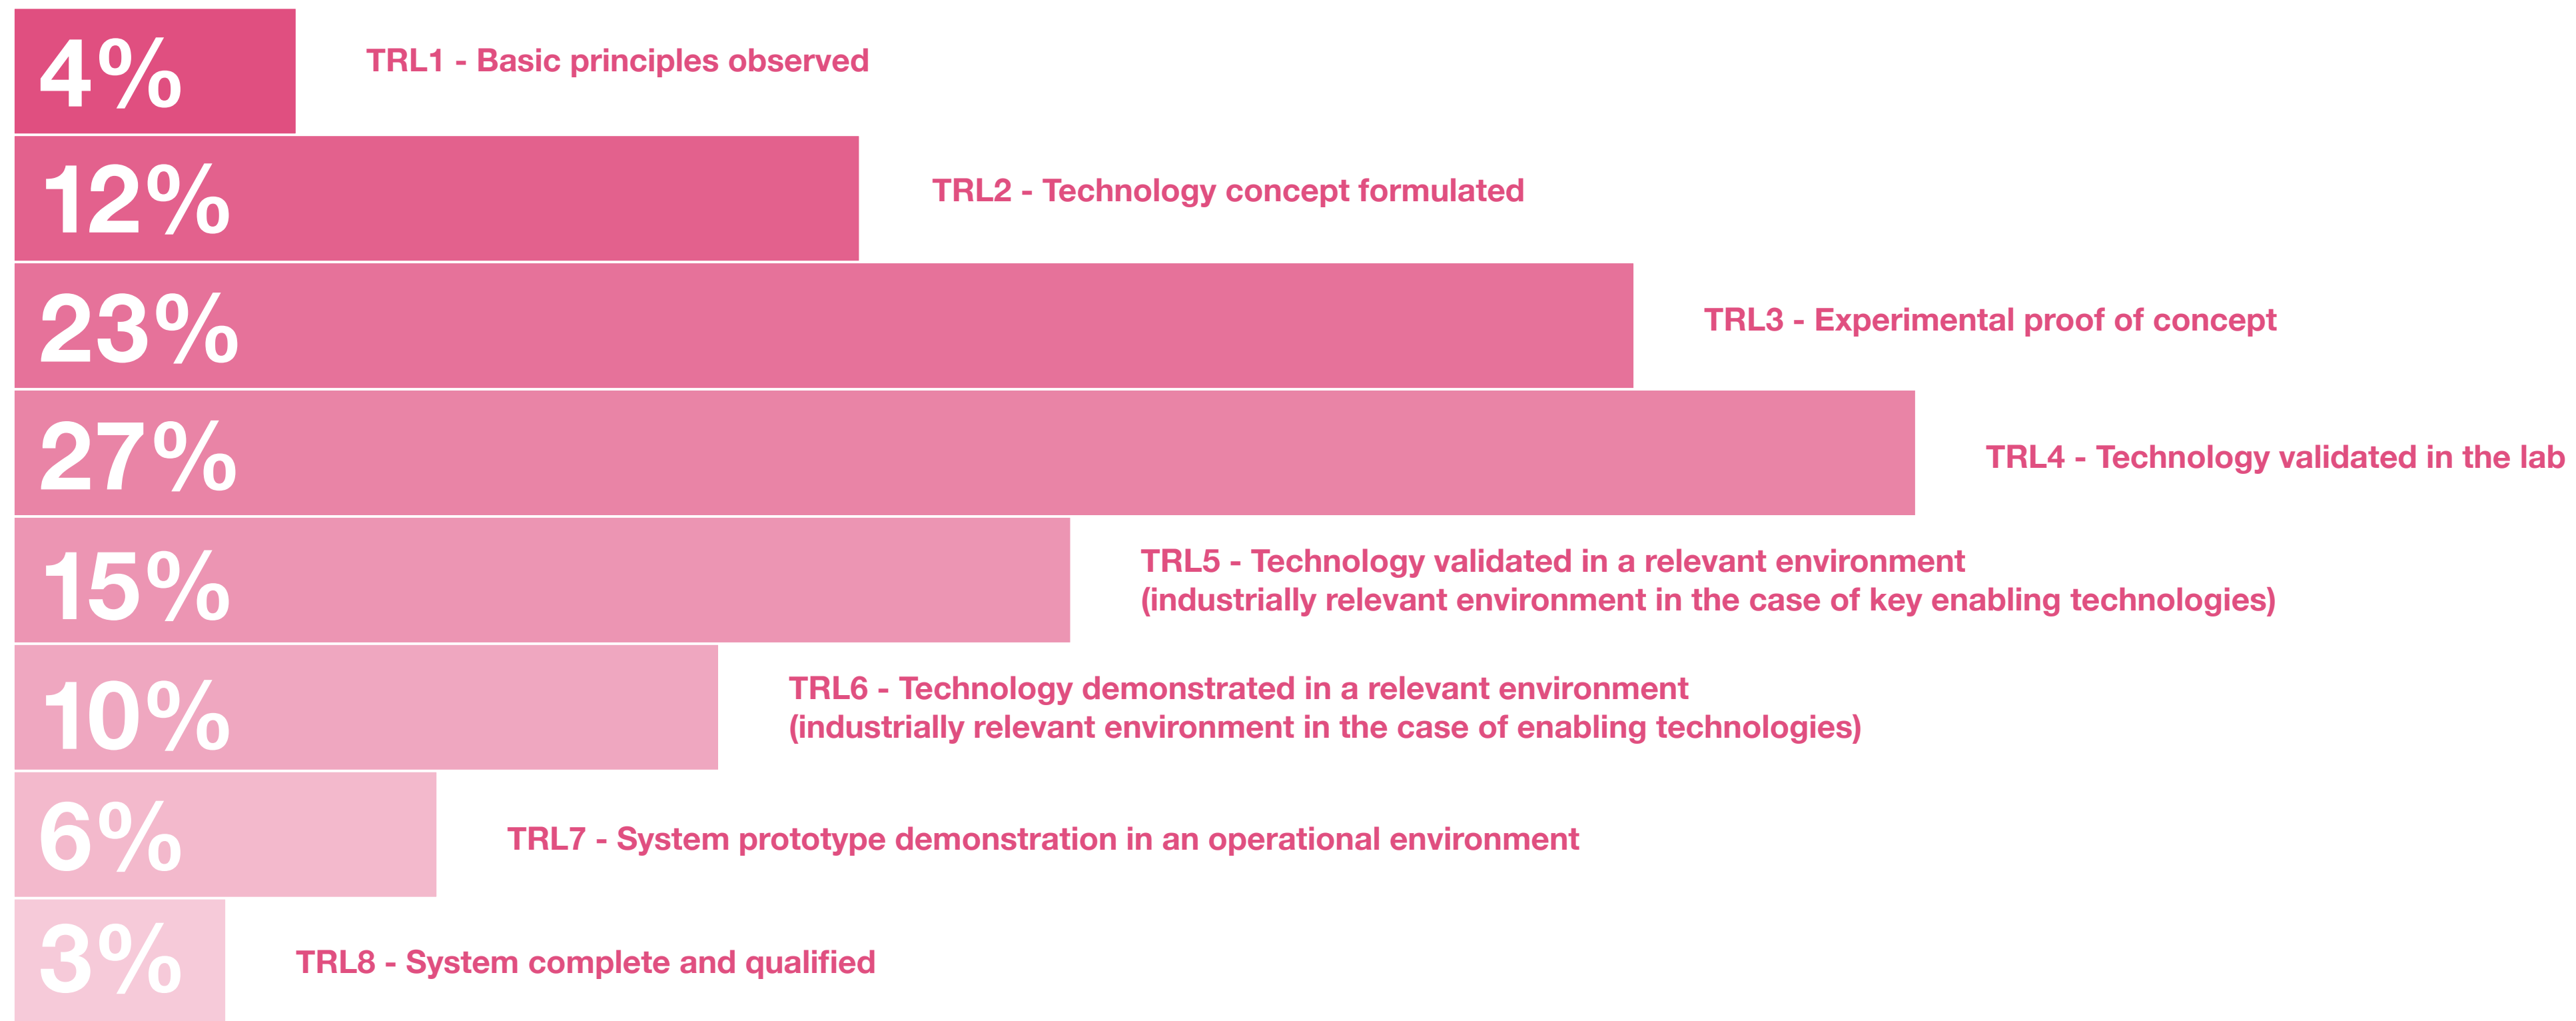 4%
TRL1 - Basic principles observed
12%
TRL2 - Technology concept formulated
23%
TRL3 - Experimental proof of concept
27%
TRL4 - Technology validated in the lab
15%
TRL5 - Technology validated in a relevant environment
(industrially relevant environment in the case of key enabling technologies)
10%
TRL6 - Technology demonstrated in a relevant environment
(industrially relevant environment in the case of enabling technologies)
6%
TRL7 - System prototype demonstration in an operational environment
3%
TRL8 - System complete and qualified